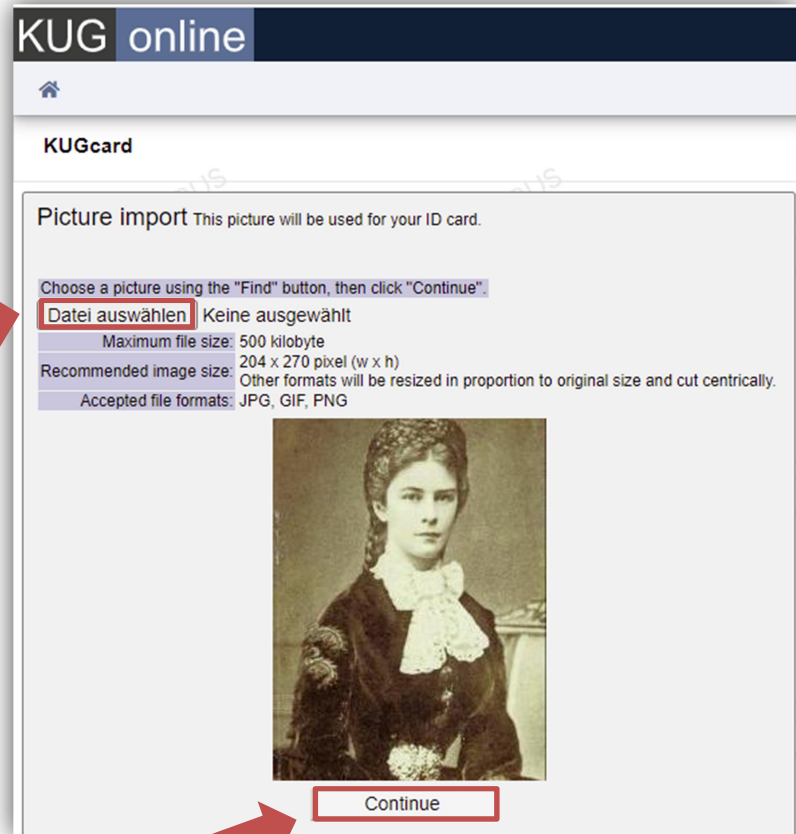 KUG online
KUGcard
Picture import This picture will be used for your ID card.
Choose a picture using the "Find" button, then click "Continue".
Datei auswählen Keine ausgewählt
Maximum file size: 500 kilobyte
Recommended image size: 204 x 270 pixel (w x h)
Other formats will be resized in proportion to original size and cut centrically.
Accepted file formats: JPG, GIF, PNG
Continue